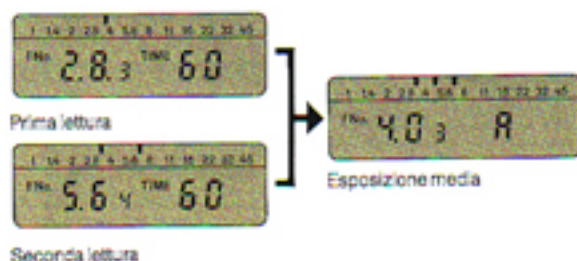 1 1.4 2 2.8 4 5.6 8 11 16 22 32 45
FNo. 2.8.3 TIME 60
Prima lettura
1 1.4 2 2.8 4 5.6 8 11 16 22 32 45
FNo. 5.6 4 TIME 60
Seconda lettura
1 1.4 2 2.8 4 5.6 8 11 16 22 32 45
FNo. 4.0 3 A
Esposizione media